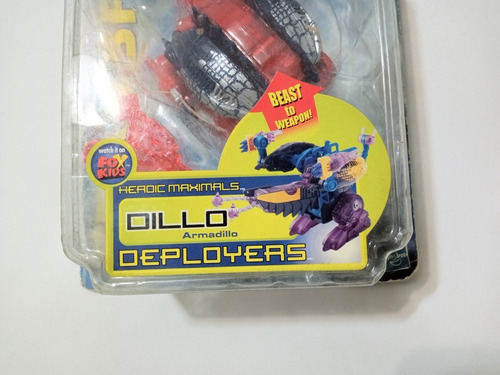 BEAST
to
WEAPON!
watch it on
FOX
KIDS
HEROIC MAXIMALS
DILLO
Armadillo
DEPLOYERS